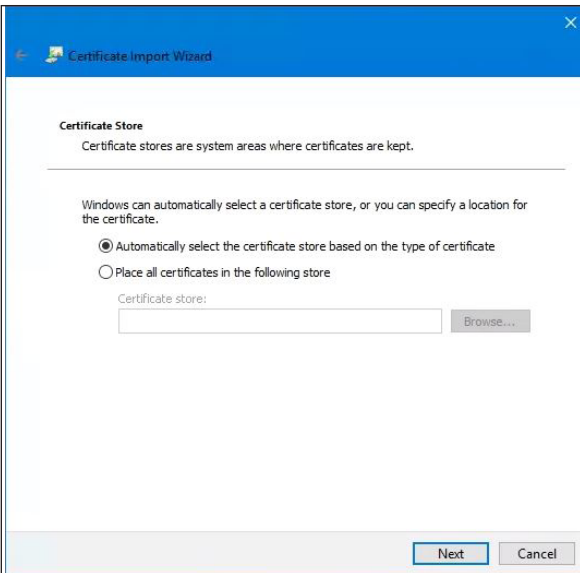 Certificate Import Wizard
Certificate Store
Certificate stores are system areas where certificates are kept.
Windows can automatically select a certificate store, or you can specify a location for
the certificate.
Automatically select the certificate store based on the type of certificate
Place all certificates in the following store
Certificate store:
Browse...
Next Cancel